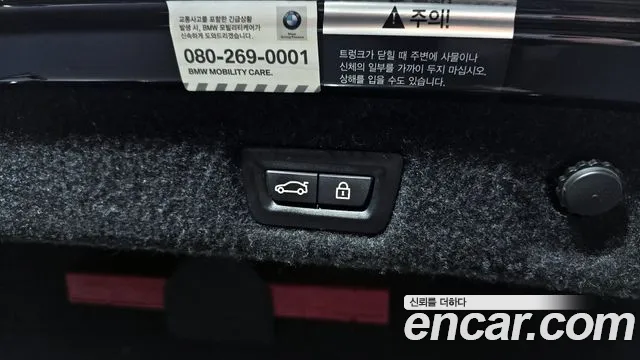 교통사고를 포함한 긴급상황
발생 시, BMW 모빌리티케어가
신속하게 도와드리겠습니다.
080-269-0001
BMW MOBILITY CARE.
주의!
트렁크가 닫힐 때 주변에 사물이나
신체의 일부를 가까이 두지 마십시오.
상해를 입을 수도 있습니다.
신뢰를 더하다
encar.com